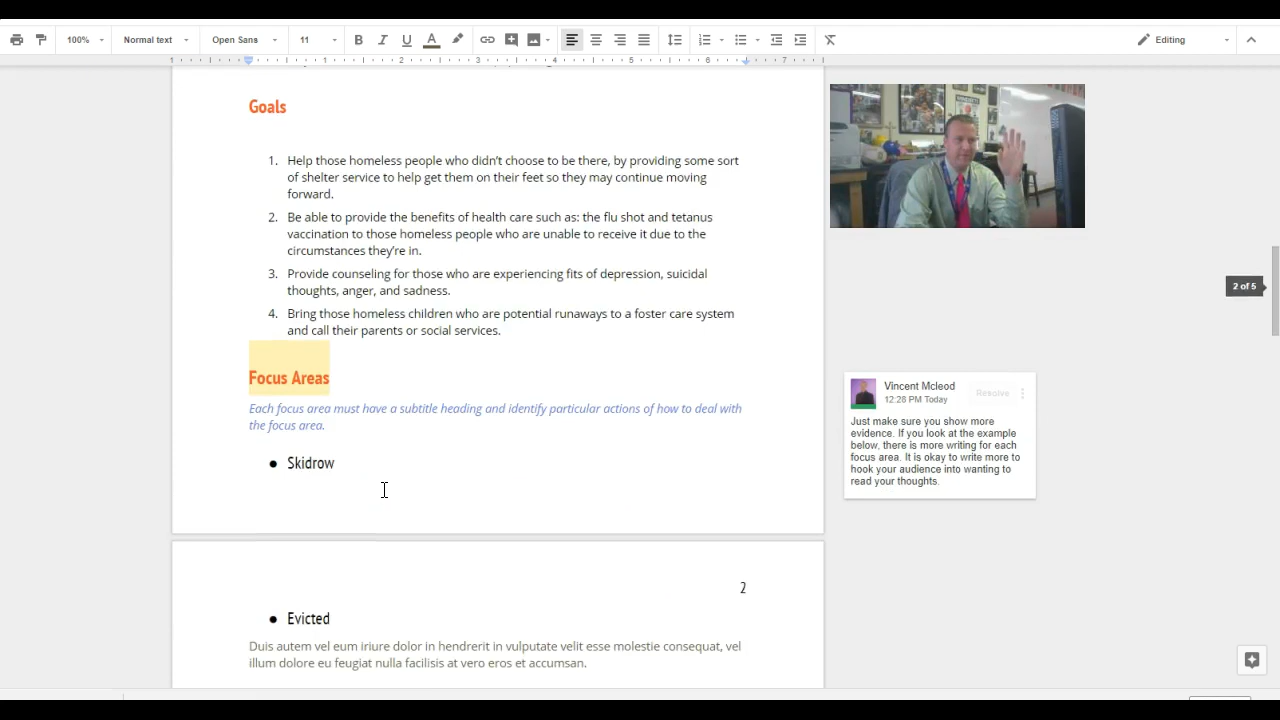 100% Normal text Open Sans 11 B I U A Editing
1 1 2 3 4 5 6 7
Goals
1. Help those homeless people who didn't choose to be there, by providing some sort
of shelter service to help get them on their feet so they may continue moving
forward.
2. Be able to provide the benefits of health care such as: the flu shot and tetanus
vaccination to those homeless people who are unable to receive it due to the
circumstances they're in.
2 of 5
3. Provide counseling for those who are experiencing fits of depression, suicidal
thoughts, anger, and sadness.
4. Bring those homeless children who are potential runaways to a foster care system
and call their parents or social services.
Focus Areas
Each focus area must have a subtitle heading and identify particular actions of how to deal with
the focus area.
● Skidrow
Vincent Mcleod Resolve
12:28 PM Today
Just make sure you show more
evidence. If you look at the example
below, there is more writing for each
focus area. It is okay to write more to
hook your audience into wanting to
read your thoughts.
2
● Evicted
Duis autem vel eum iriure dolor in hendrerit in vulputate velit esse molestie consequat, vel
illum dolore eu feugiat nulla facilisis at vero eros et accumsan.